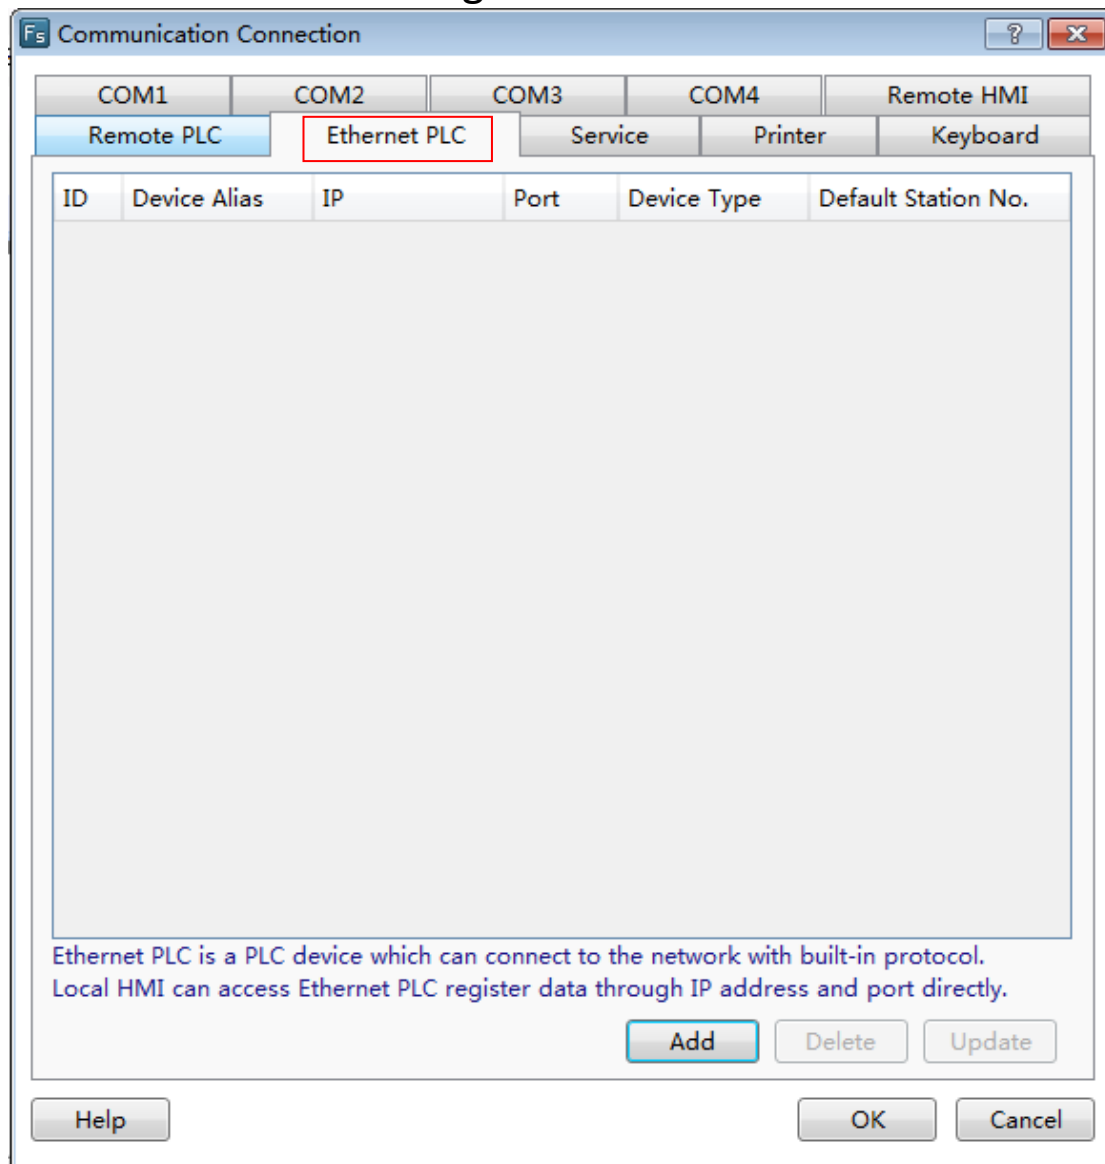 Fs Communication Connection ?
COM1 COM2 COM3 COM4 Remote HMI
Remote PLC Ethernet PLC Service Printer Keyboard
ID Device Alias IP Port Device Type Default Station No.
Ethernet PLC is a PLC device which can connect to the network with built-in protocol.
Local HMI can access Ethernet PLC register data through IP address and port directly.
Add Delete Update
Help OK Cancel